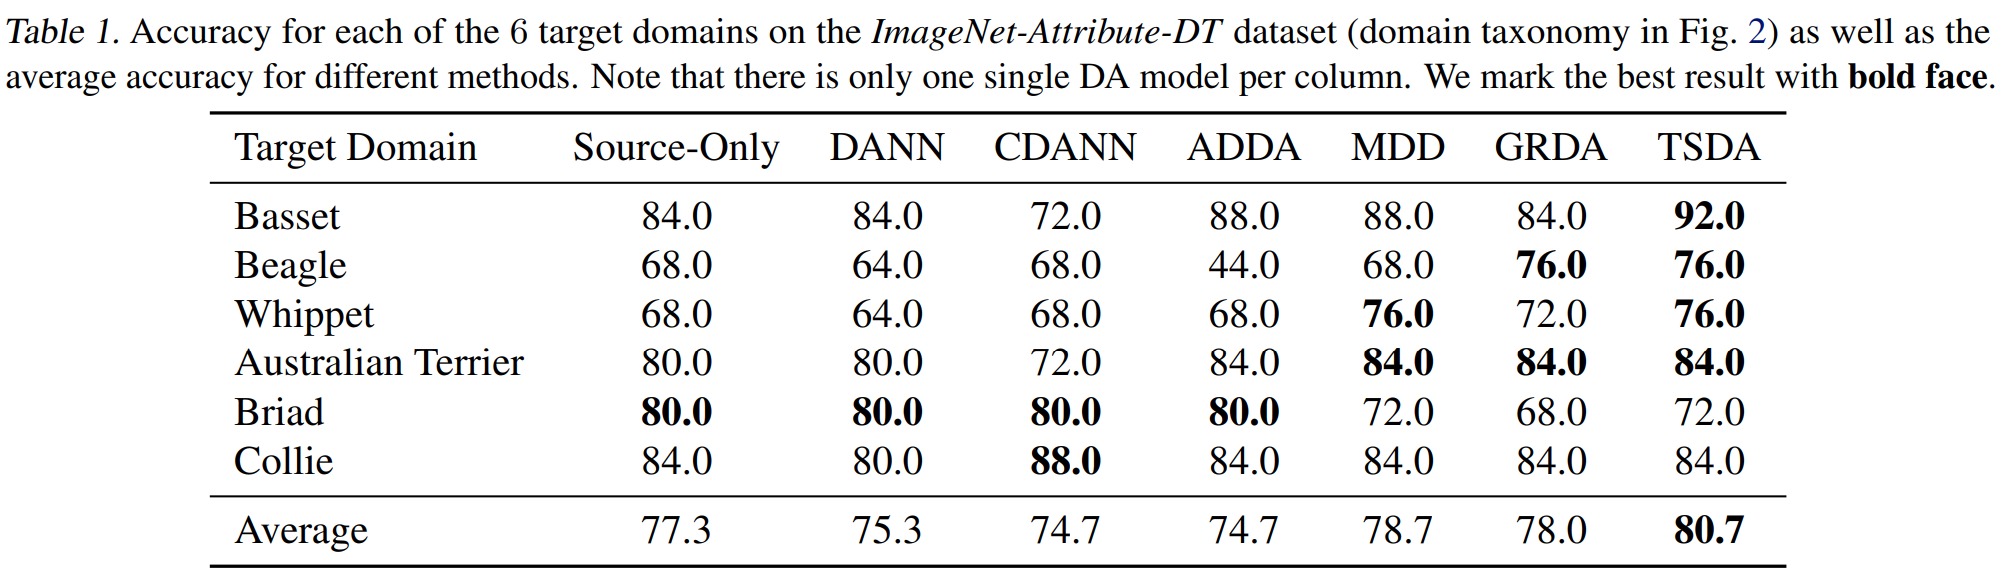 Table 1. Accuracy for each of the 6 target domains on the ImageNet-Attribute-DT dataset (domain taxonomy in Fig. 2) as well as the
average accuracy for different methods. Note that there is only one single DA model per column. We mark the best result with bold face.
Target Domain Source-Only DANN CDANN ADDA MDD GRDA TSDA
Basset 84.0 84.0 72.0 88.0 88.0 84.0 92.0
Beagle 68.0 64.0 68.0 44.0 68.0 76.0 76.0
Whippet 68.0 64.0 68.0 68.0 76.0 72.0 76.0
Australian Terrier 80.0 80.0 72.0 84.0 84.0 84.0 84.0
Briad 80.0 80.0 80.0 80.0 72.0 68.0 72.0
Collie 84.0 80.0 88.0 84.0 84.0 84.0 84.0
Average 77.3 75.3 74.7 74.7 78.7 78.0 80.7